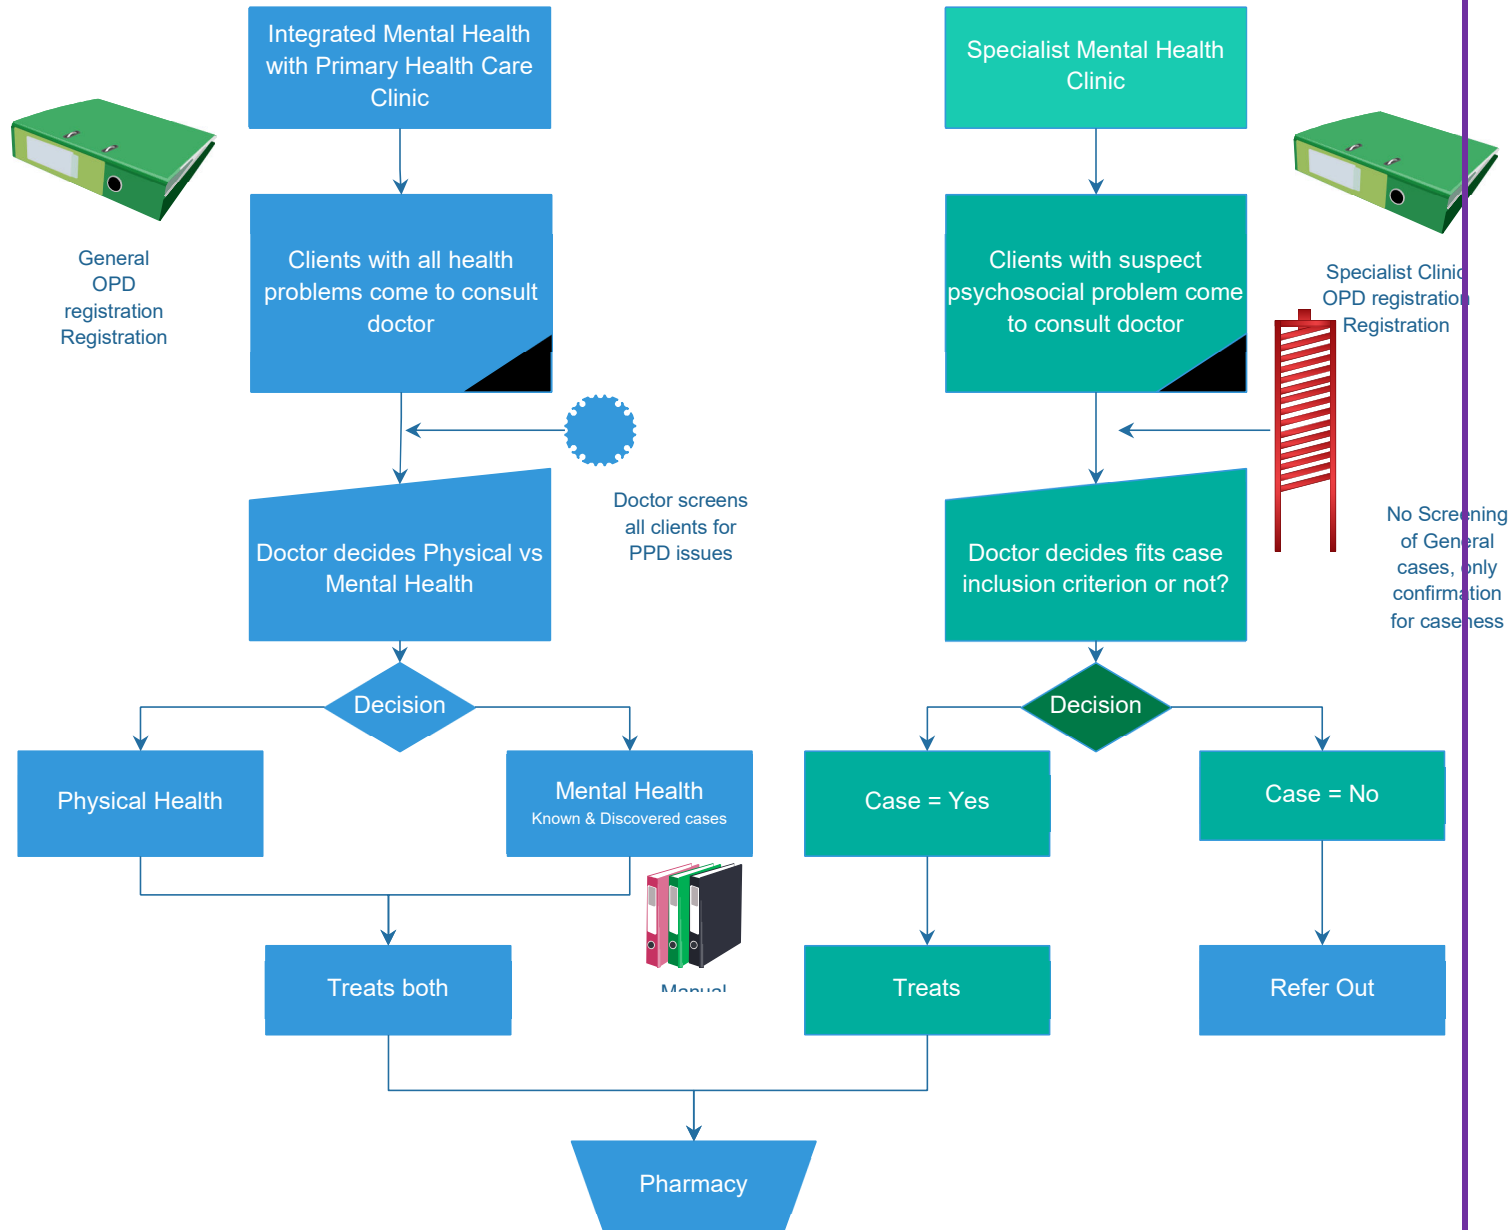 Integrated Mental Health
with Primary Health Care
Clinic
Specialist Mental Health
Clinic
General
OPD
registration
Registration
Clients with all health
problems come to consult
doctor
Clients with suspect
psychosocial problem come
to consult doctor
Specialist Clinic
OPD registration
Registration
Doctor screens
all clients for
PPD issues
Doctor decides Physical vs
Mental Health
Doctor decides fits case
inclusion criterion or not?
No Screening
of General
cases, only
confirmation
for caseness
Decision
Decision
Physical Health
Mental Health
Known & Discovered cases
Case = Yes
Case = No
Manual
Treats both
Treats
Refer Out
Pharmacy